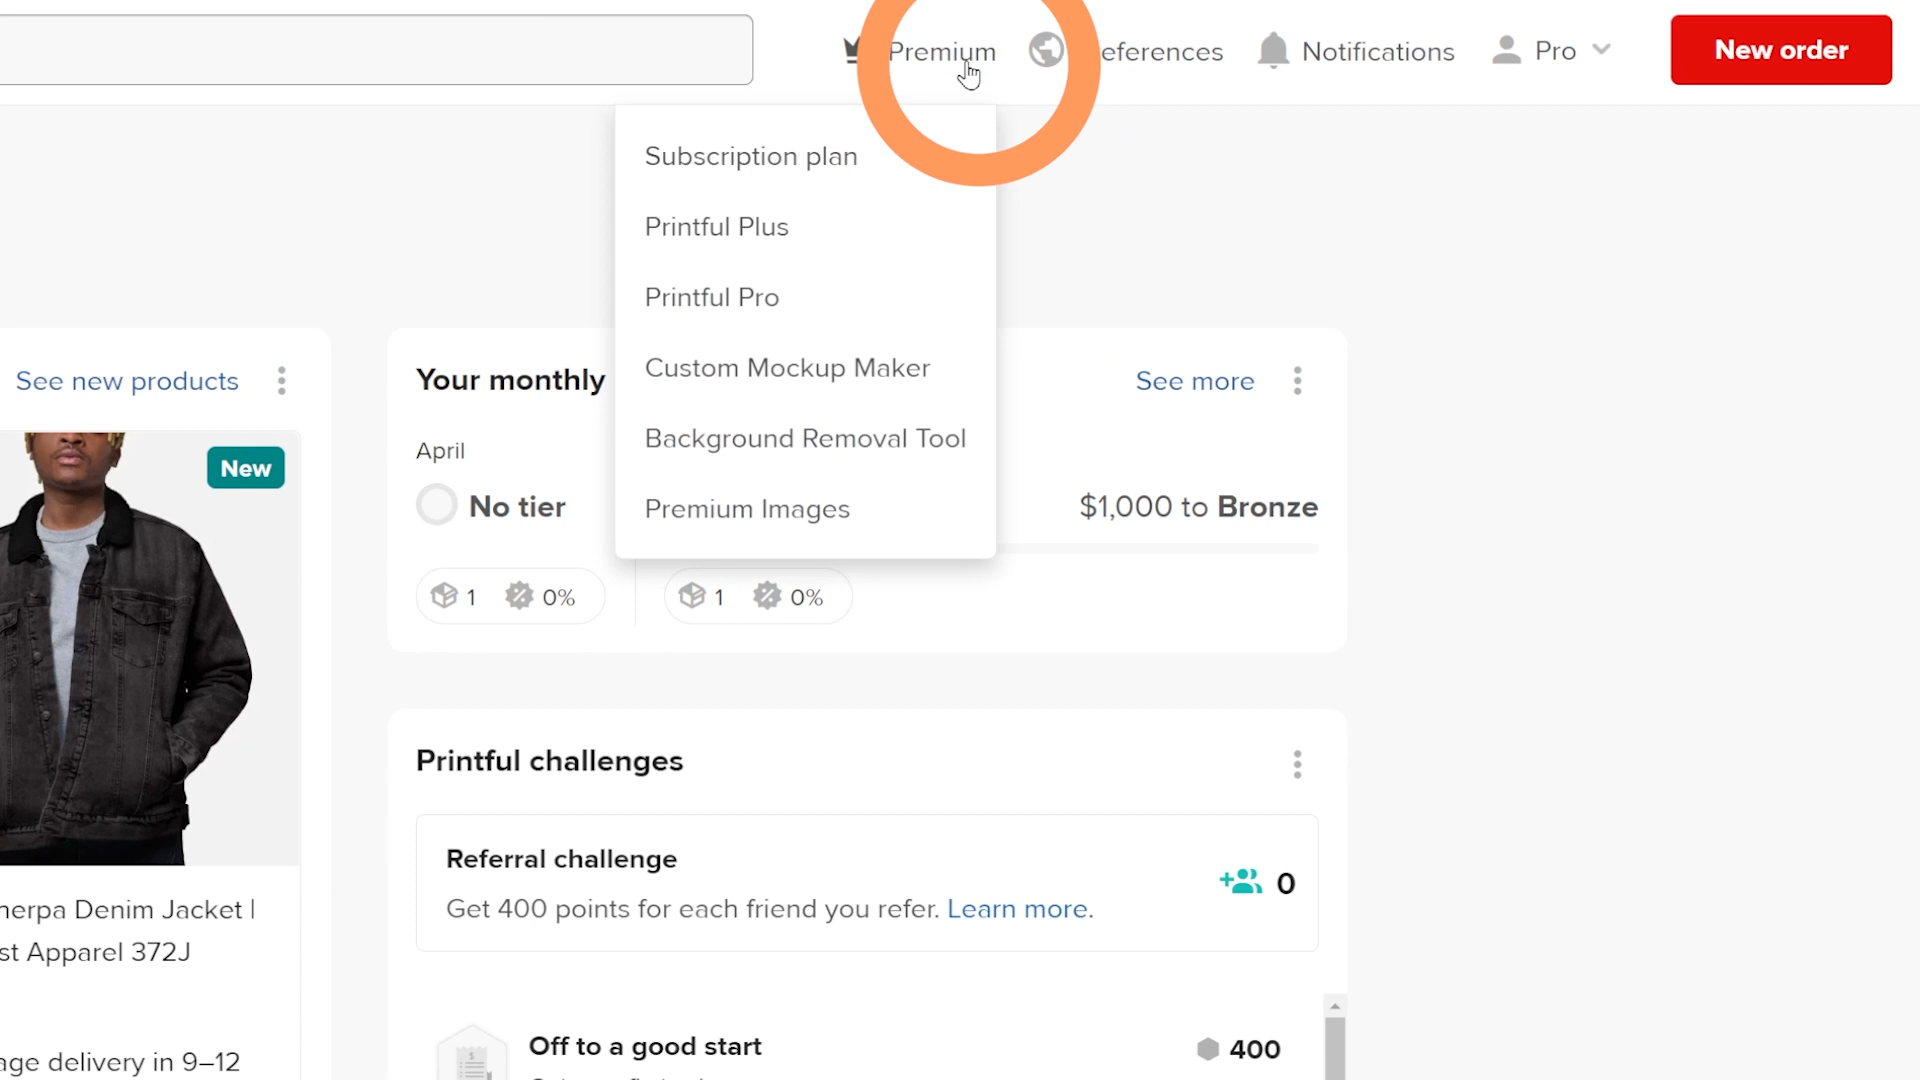 Premium
eferences
Notifications
Pro
New order
Subscription plan
Printful Plus
Printful Pro
Custom Mockup Maker
Background Removal Tool
Premium Images
See new products
New
herpa Denim Jacket |
st Apparel 372J
age delivery in 9–12
Your monthly
See more
April
No tier
$1,000 to Bronze
1 0%
1 0%
Printful challenges
Referral challenge
0
Get 400 points for each friend you refer. Learn more.
Off to a good start
400